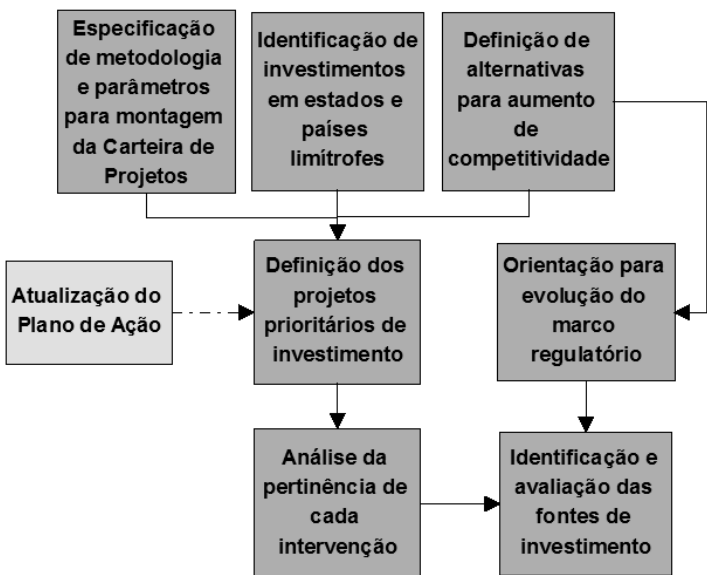 Especificação
de metodologia
e parâmetros
para montagem
da Carteira de
Projetos
Identificação de
investimentos
em estados e
países
limítrofes
Definição de
alternativas
para aumento
de
competitividade
Atualização do
Plano de Ação
Definição dos
projetos
prioritários de
investimento
Orientação para
evolução do
marco
regulatório
Análise da
pertinência de
cada
intervenção
Identificação e
avaliação das
fontes de
investimento